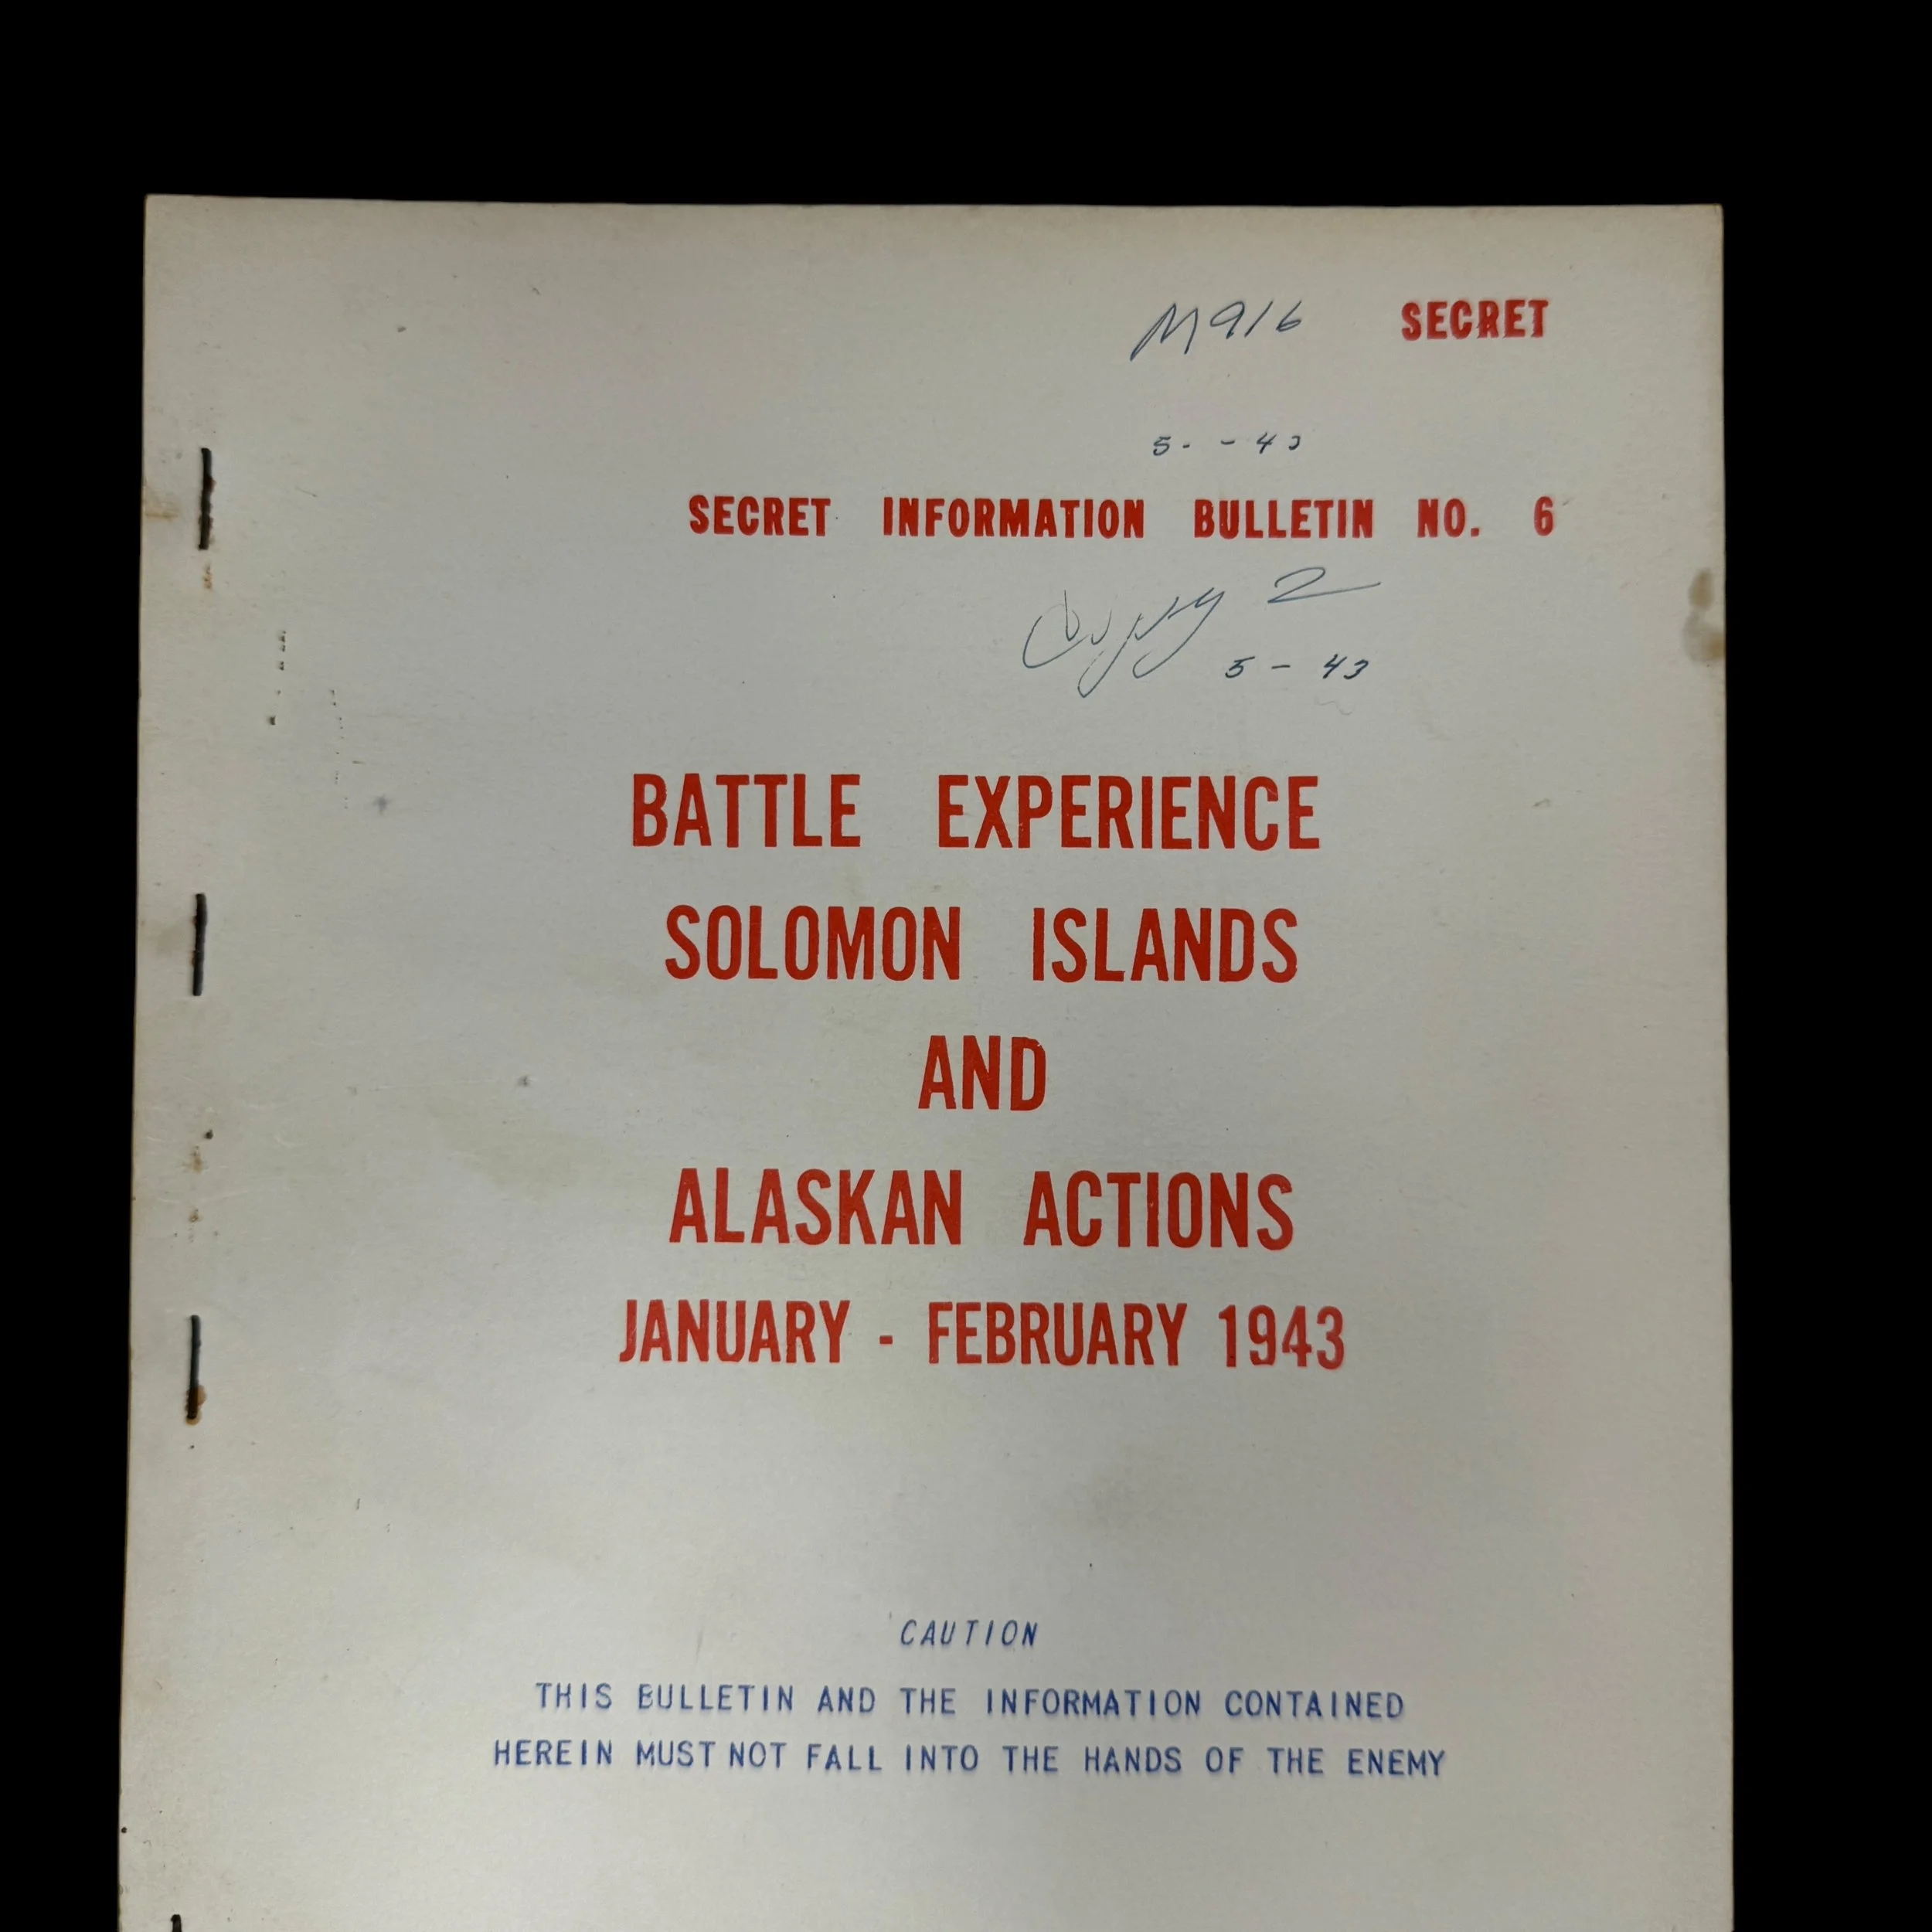 M916 SECRET
5- - 43
SECRET INFORMATION BULLETIN NO. 6
Copy 2
5 - 43
BATTLE EXPERIENCE
SOLOMON ISLANDS
AND
ALASKAN ACTIONS
JANUARY - FEBRUARY 1943
CAUTION
THIS BULLETIN AND THE INFORMATION CONTAINED
HEREIN MUST NOT FALL INTO THE HANDS OF THE ENEMY